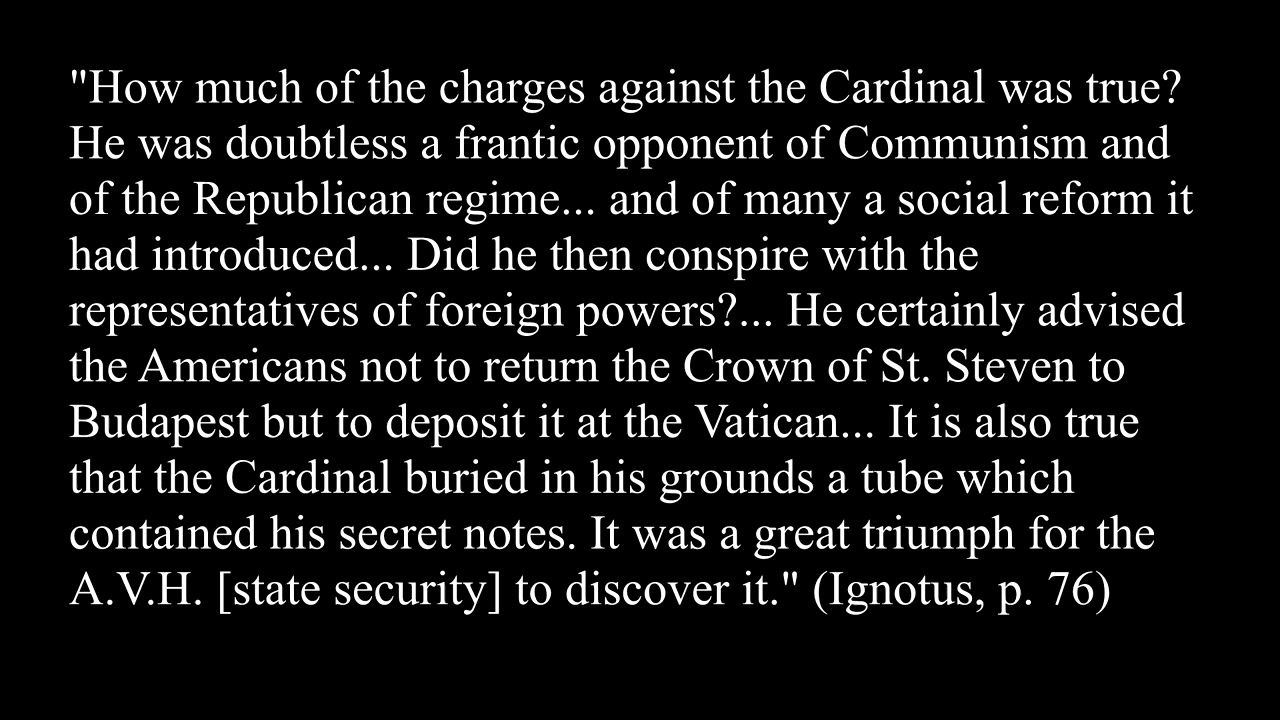 "How much of the charges against the Cardinal was true?
He was doubtless a frantic opponent of Communism and
of the Republican regime... and of many a social reform it
had introduced... Did he then conspire with the
representatives of foreign powers?... He certainly advised
the Americans not to return the Crown of St. Steven to
Budapest but to deposit it at the Vatican... It is also true
that the Cardinal buried in his grounds a tube which
contained his secret notes. It was a great triumph for the
A.V.H. [state security] to discover it." (Ignotus, p. 76)